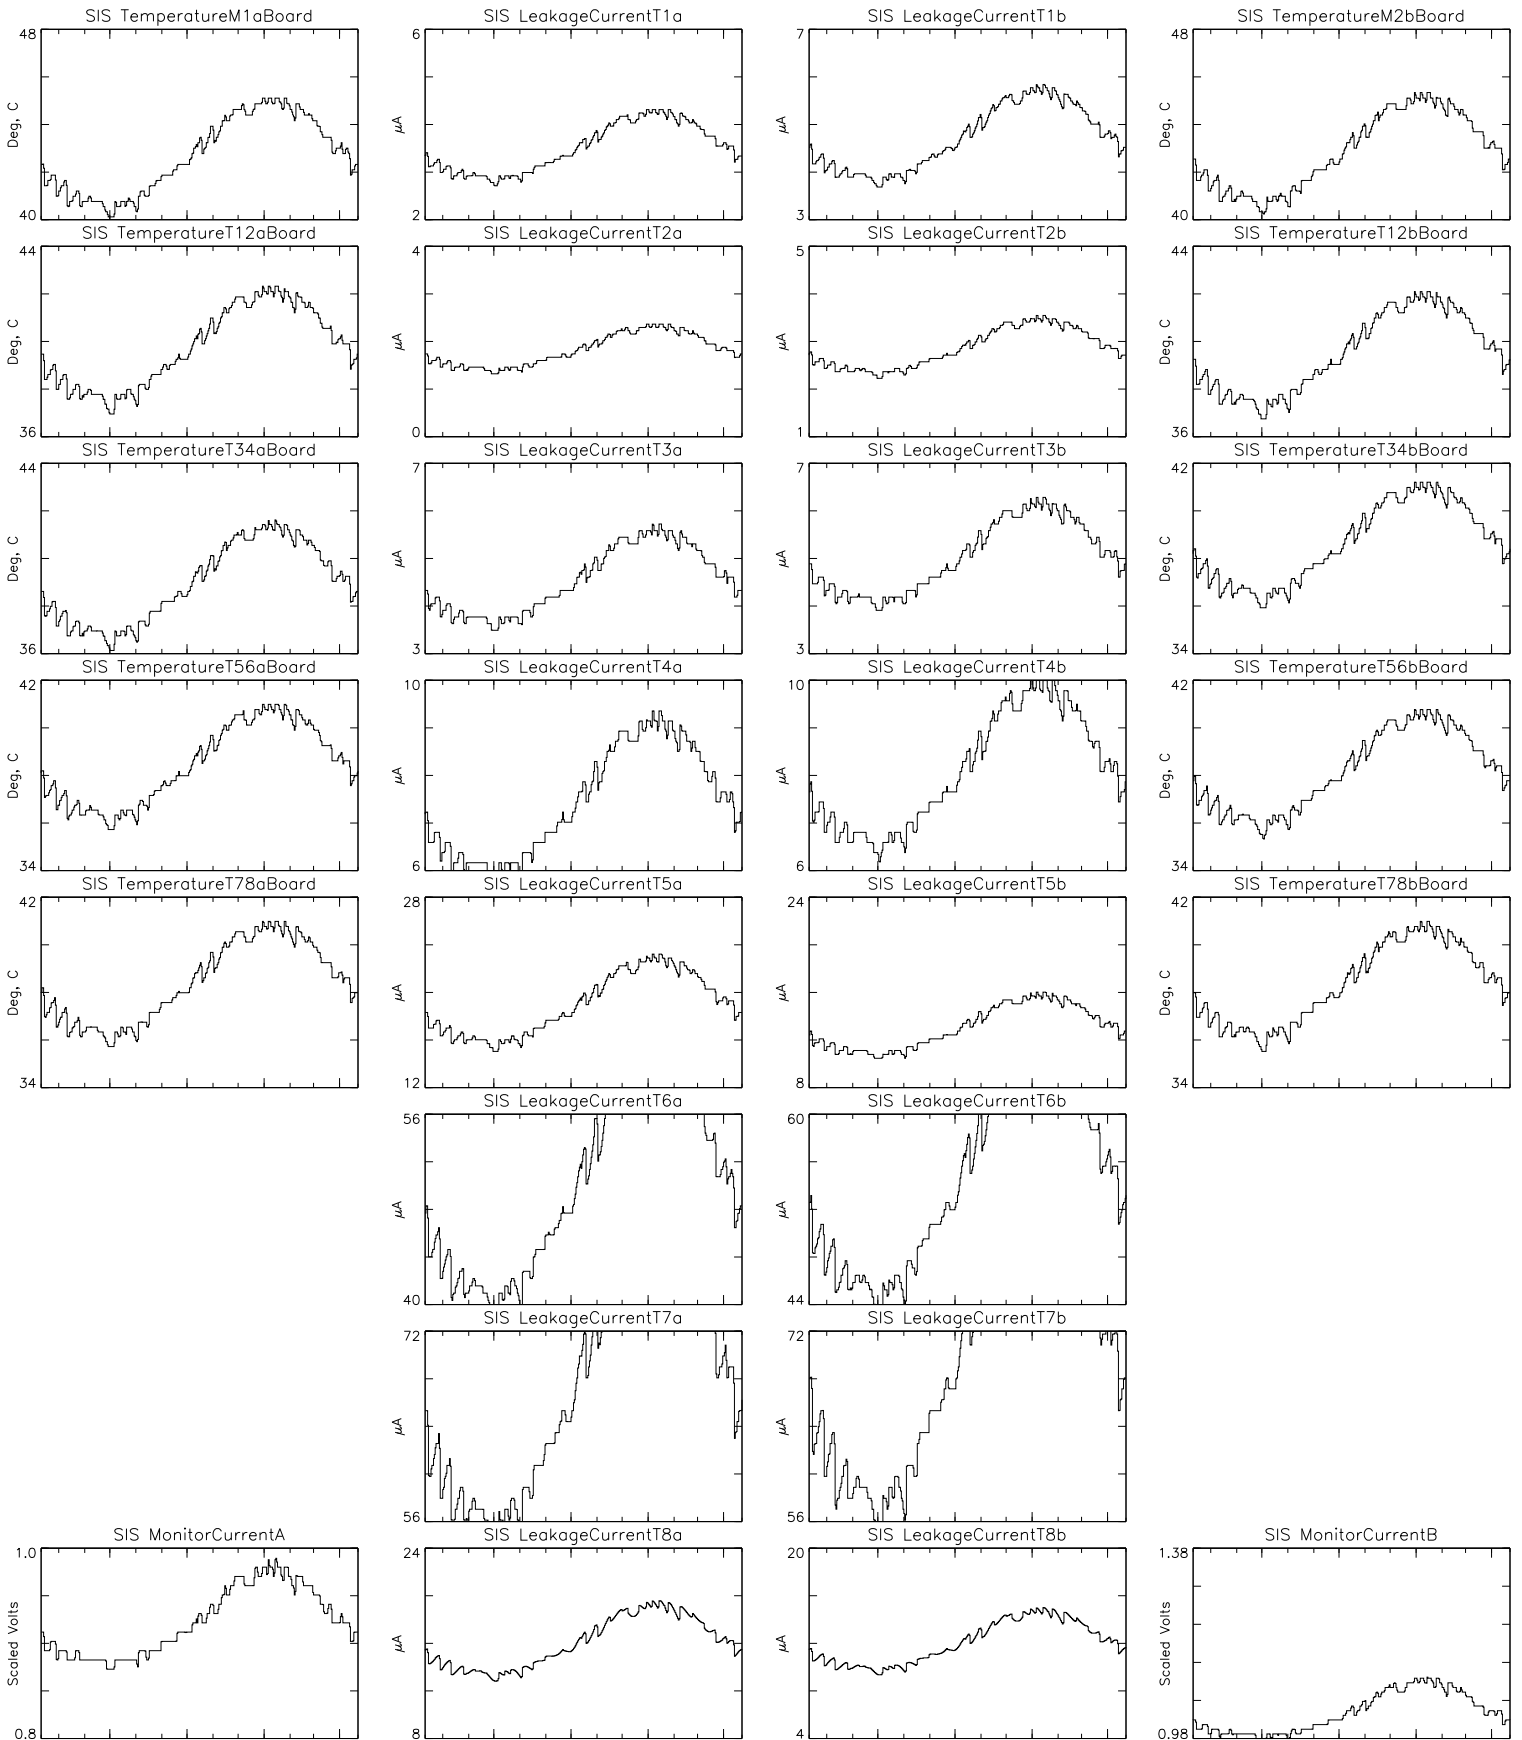 SIS TemperatureM1aBoard
48
Deg, C
40
SIS LeakageCurrentT1a
6
μA
2
SIS LeakageCurrentT1b
7
μA
3
SIS TemperatureM2bBoard
48
Deg, C
40
SIS TemperatureT12aBoard
44
Deg, C
36
SIS LeakageCurrentT2a
4
μA
0
SIS LeakageCurrentT2b
5
μA
1
SIS TemperatureT12bBoard
44
Deg, C
36
SIS TemperatureT34aBoard
44
Deg, C
36
SIS LeakageCurrentT3a
7
μA
3
SIS LeakageCurrentT3b
7
μA
3
SIS TemperatureT34bBoard
42
Deg, C
34
SIS TemperatureT56aBoard
42
Deg, C
34
SIS LeakageCurrentT4a
10
μA
6
SIS LeakageCurrentT4b
10
μA
6
SIS TemperatureT56bBoard
42
Deg, C
34
SIS TemperatureT78aBoard
42
Deg, C
34
SIS LeakageCurrentT5a
28
μA
12
SIS LeakageCurrentT5b
24
μA
8
SIS TemperatureT78bBoard
42
Deg, C
34
SIS LeakageCurrentT6a
56
μA
40
SIS LeakageCurrentT6b
60
μA
44
SIS LeakageCurrentT7a
72
μA
56
SIS LeakageCurrentT7b
72
μA
56
SIS MonitorCurrentA
1.0
Scaled Volts
0.8
SIS LeakageCurrentT8a
24
μA
8
SIS LeakageCurrentT8b
20
μA
4
SIS MonitorCurrentB
1.38
Scaled Volts
0.98